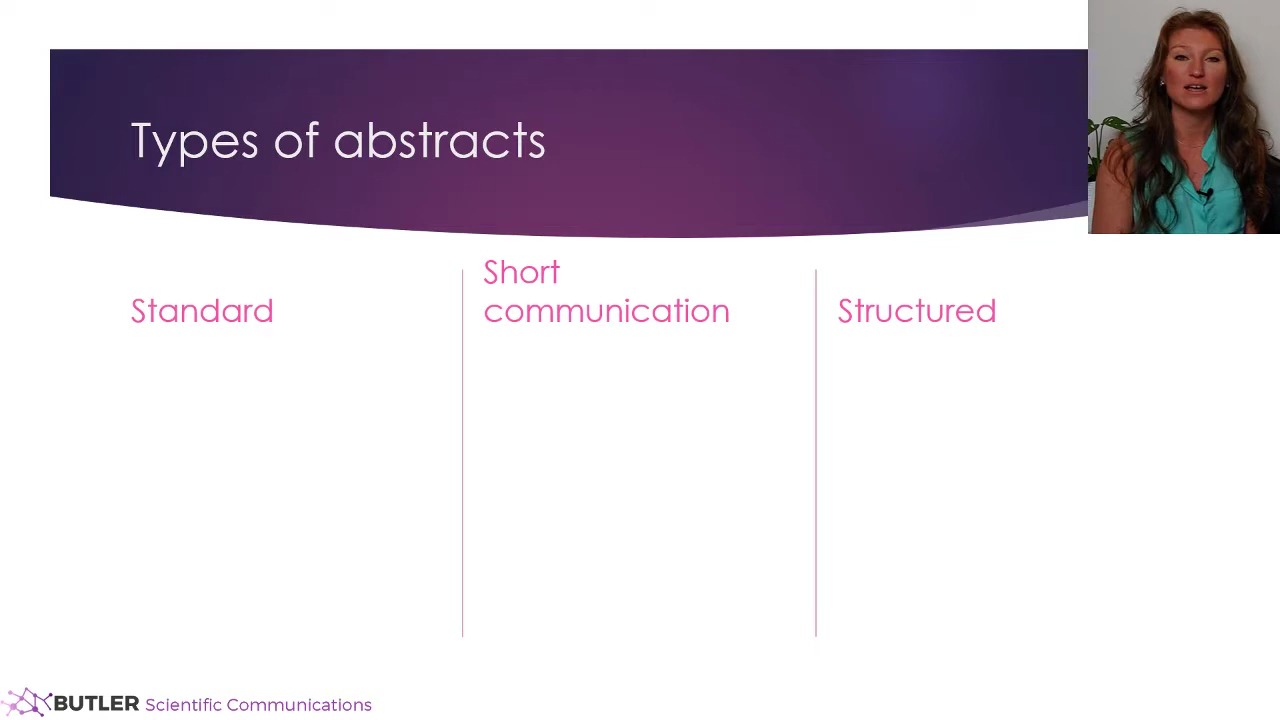 Types of abstracts
Standard
Short
communication
Structured
BUTLER Scientific Communications